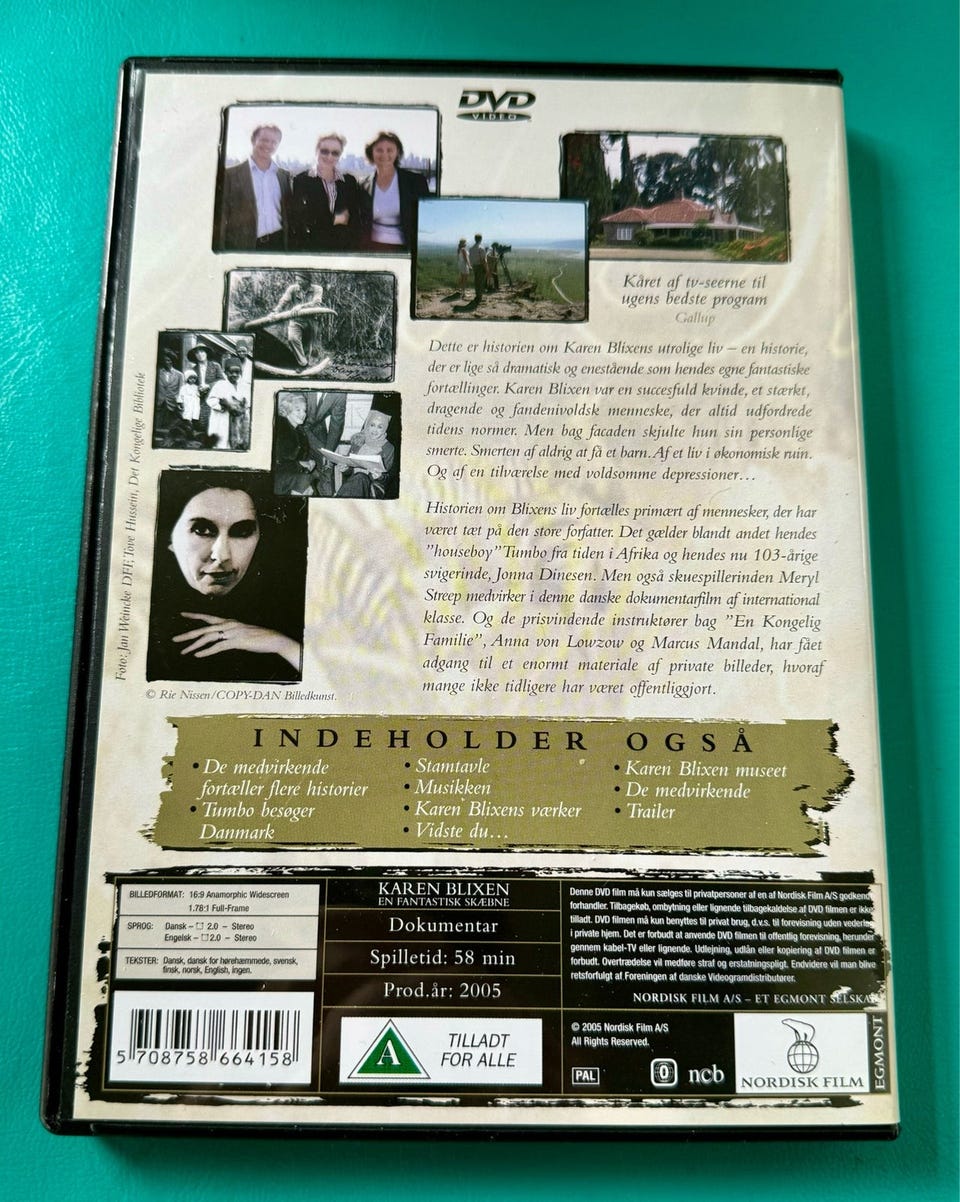 DVD
VIDEO
Kåret af tv-seerne til
ugens bedste program
Gallup
Dette er historien om Karen Blixens utrolige liv – en historie,
der er lige så dramatisk og enestående som hendes egne fantastiske
fortællinger. Karen Blixen var en succesfuld kvinde, et stærkt,
dragende og fandenivoldsk menneske, der altid udfordrede
tidens normer. Men bag facaden skjulte hun sin personlige
smerte. Smerten af aldrig at få et barn. Af et liv i økonomisk ruin.
Og af en tilværelse med voldsomme depressioner…
Historien om Blixens liv fortælles primært af mennesker, der har
været tæt på den store forfatter. Det gælder blandt andet hendes
"houseboy" Tumbo fra tiden i Afrika og hendes nu 103-årige
svigerinde, Jonna Dinesen. Men også skuespillerinden Meryl
Streep medvirker i denne danske dokumentarfilm af international
klasse. Og de prisvindende instruktører bag "En Kongelig
Familie", Anna von Lowzow og Marcus Mandal, har fået
adgang til et enormt materiale af private billeder, hvoraf
mange ikke tidligere har været offentliggjort.
Foto: Jan Weincke DFF, Tove Hussein, Det Kongelige Bibliotek
© Rie Nissen/COPY-DAN Billedkunst.
INDEHOLDER OGSÅ
• De medvirkende
fortæller flere historier
• Tumbo besøger
Danmark
• Stamtavle
• Musikken
• Karen Blixens værker
• Vidste du…
• Karen Blixen museet
• De medvirkende
• Trailer
BILLEDFORMAT: 16:9 Anamorphic Widescreen
1.78:1 Full-Frame
SPROG: Dansk – 2.0 – Stereo
Engelsk – 2.0 – Stereo
TEKSTER: Dansk, dansk for hørehæmmede, svensk,
finsk, norsk, English, ingen.
5 708758 664158
KAREN BLIXEN
EN FANTASTISK SKÆBNE
Dokumentar
Spilletid: 58 min
Prod.år: 2005
A
TILLADT
FOR ALLE
Denne DVD film må kun sælges til privatpersoner af en af Nordisk Film A/S godkend
forhandler. Tilbagekøb, ombytning eller lignende tilbagekaldelse af DVD filmen er ikke
tilladt. DVD filmen må kun benyttes til privat brug, d.v.s. til forevisning uden vederlag
i private hjem. Det er forbudt at anvende DVD filmen til offentlig forevisning, herunder
gennem kabel-TV eller lignende. Udlejning, udlån eller kopiering af DVD filmen er
forbudt. Overtrædelse vil medføre straf og erstatningspligt. Endvidere vil man blive
retsforfulgt af Foreningen af danske Videogramdistributører.
NORDISK FILM A/S – ET EGMONT SELSKAB
© 2005 Nordisk Film A/S
All Rights Reserved.
PAL
ncb
NORDISK FILM
EGMONT